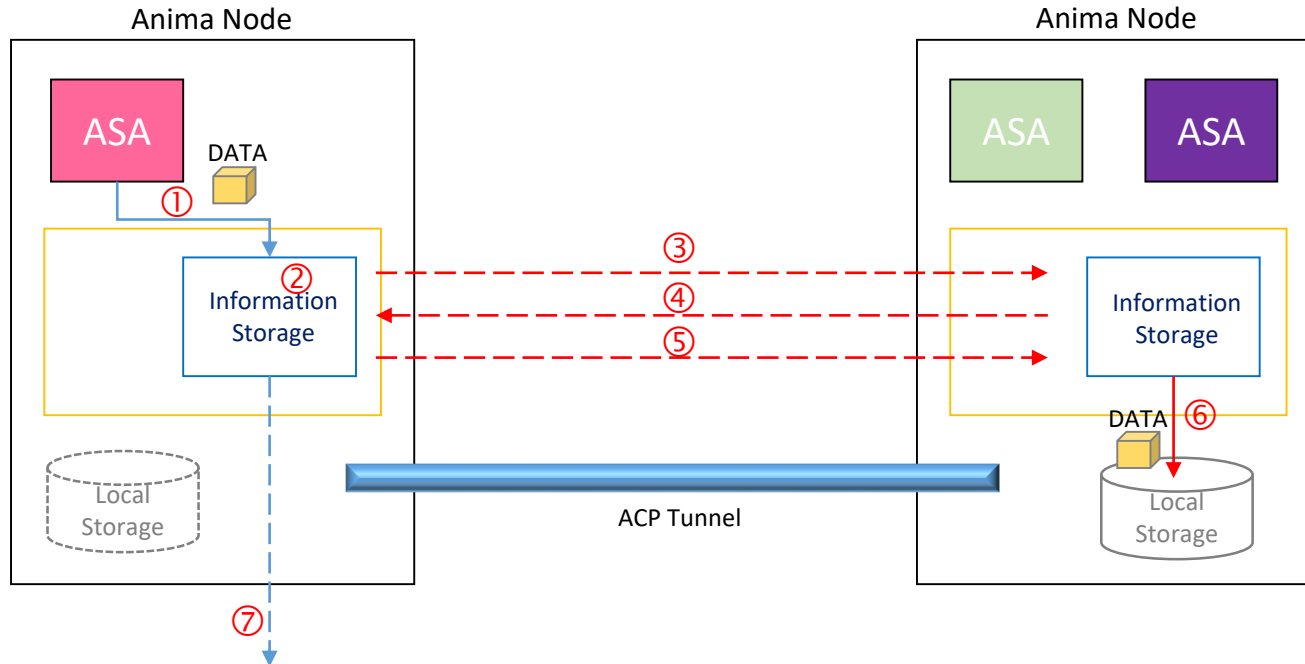 Anima Node
Anima Node
ASA
DATA
ASA
ASA
①
②
Information
Storage
③
④
⑤
Information
Storage
DATA
⑥
Local
Storage
ACP Tunnel
Local
Storage
⑦